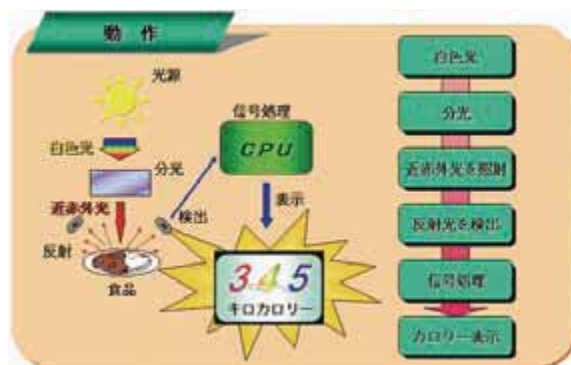 動作
光源
白色光
分光
近赤外光
反射
食品
検出
信号処理
CPU
表示
345
キロカロリー
白色光
分光
近赤外光を照射
反射光を検出
信号処理
カロリー表示